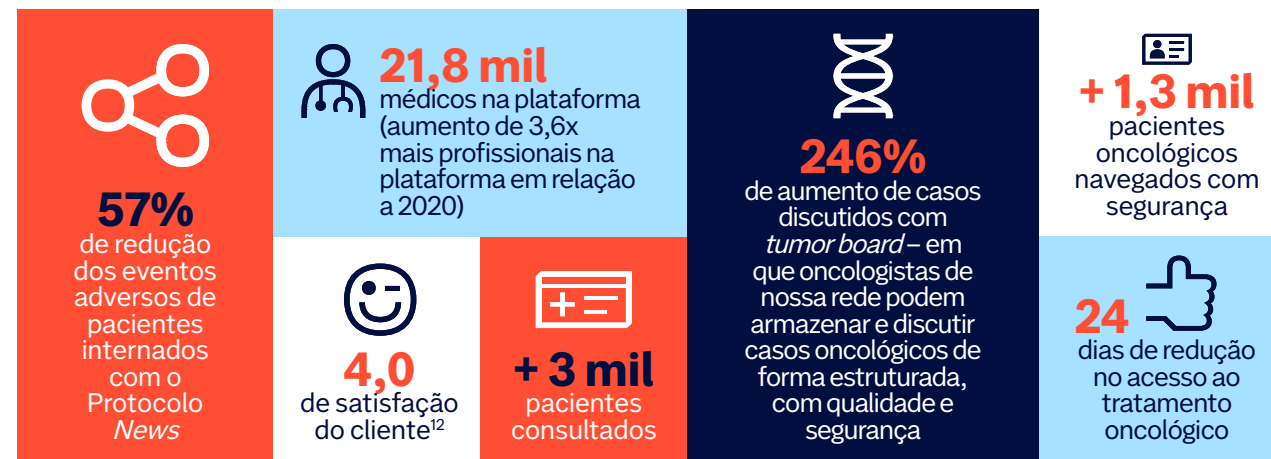 57%
de redução
dos eventos
adversos de
pacientes
internados
com o
Protocolo
News
21,8 mil
médicos na plataforma
(aumento de 3,6x
mais profissionais na
plataforma em relação
a 2020)
4,0
de satisfação
do cliente¹²
+ 3 mil
pacientes
consultados
246%
de aumento de casos
discutidos com
tumor board – em
que oncologistas de
nossa rede podem
armazenar e discutir
casos oncológicos de
forma estruturada,
com qualidade e
segurança
+ 1,3 mil
pacientes
oncológicos
navegados com
segurança
24
dias de redução
no acesso ao
tratamento
oncológico